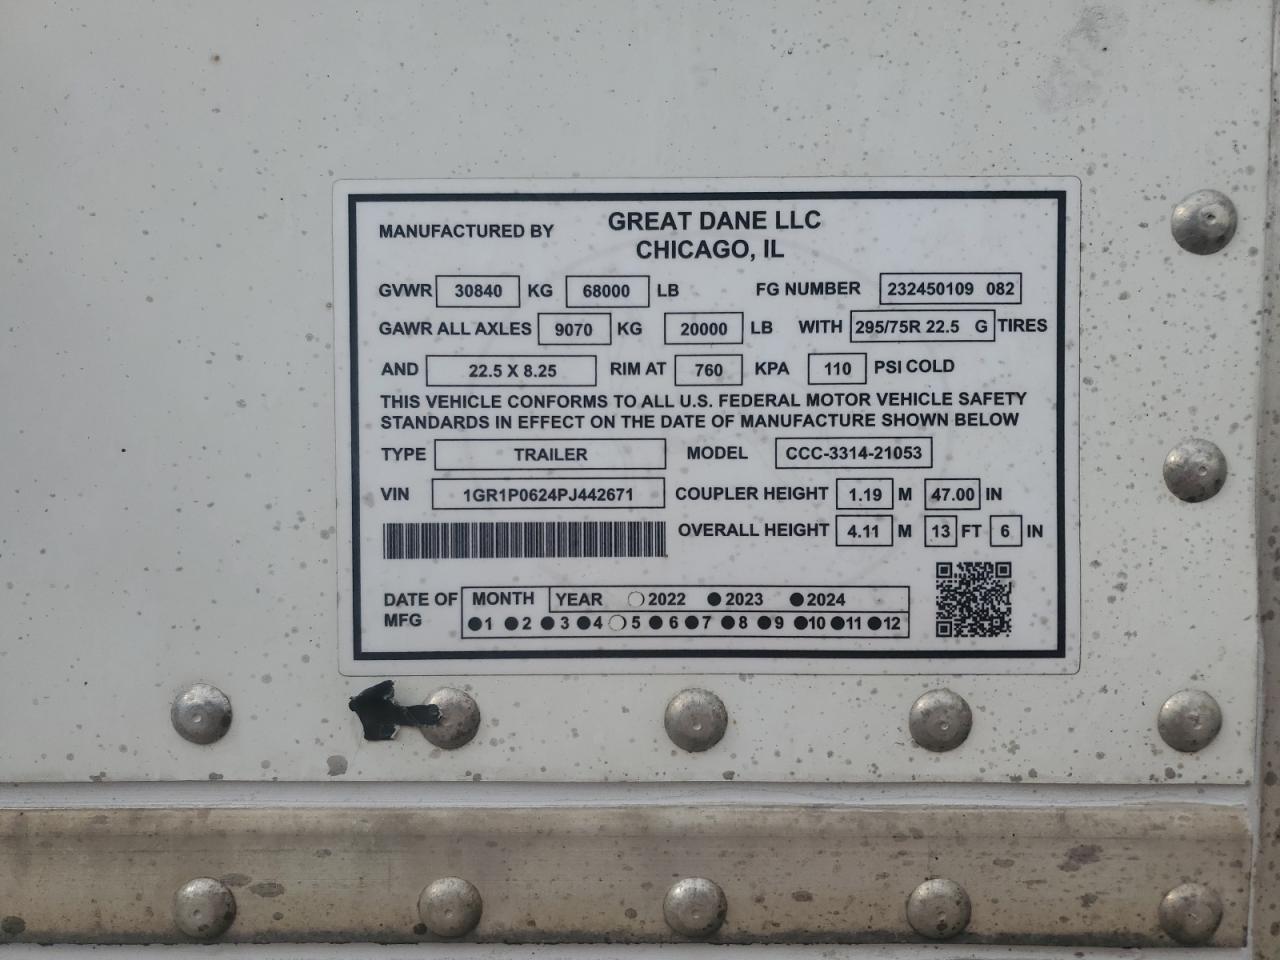 MANUFACTURED BY GREAT DANE LLC
CHICAGO, IL
GVWR 30840 KG 68000 LB FG NUMBER 232450109 082
GAWR ALL AXLES 9070 KG 20000 LB WITH 295/75R 22.5 G TIRES
AND 22.5 X 8.25 RIM AT 760 KPA 110 PSI COLD
THIS VEHICLE CONFORMS TO ALL U.S. FEDERAL MOTOR VEHICLE SAFETY
STANDARDS IN EFFECT ON THE DATE OF MANUFACTURE SHOWN BELOW
TYPE TRAILER MODEL CCC-3314-21053
VIN 1GR1P0624PJ442671 COUPLER HEIGHT 1.19 M 47.00 IN
OVERALL HEIGHT 4.11 M 13 FT 6 IN
DATE OF MFG MONTH YEAR 2022 2023 2024
1 2 3 4 5 6 7 8 9 10 11 12